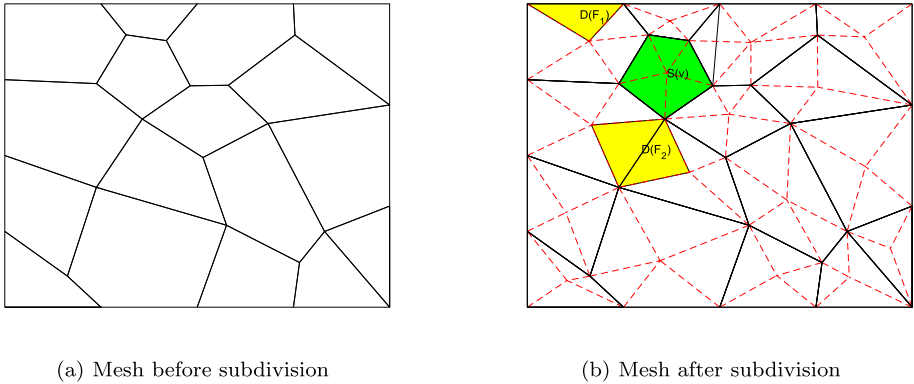 D(F₁)
S(v)
D(F₂)
(a) Mesh before subdivision
(b) Mesh after subdivision